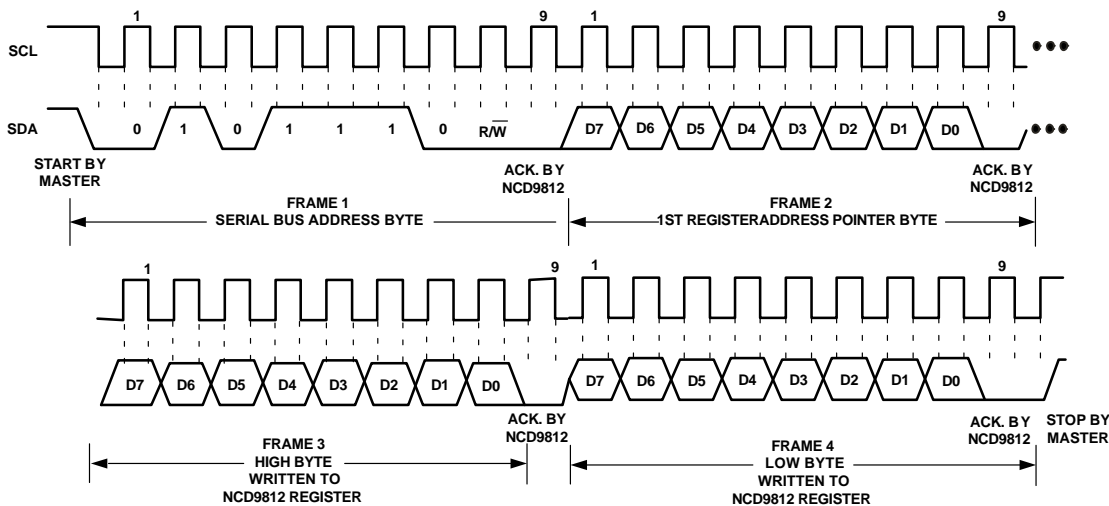 1 9 1 9
SCL
SDA 0 1 0 1 1 1 0 R/W̅ D7 D6 D5 D4 D3 D2 D1 D0
START BY
MASTER
ACK. BY
NCD9812
ACK. BY
NCD9812
FRAME 1
SERIAL BUS ADDRESS BYTE
FRAME 2
1ST REGISTERADDRESS POINTER BYTE
1 9 1 9
D7 D6 D5 D4 D3 D2 D1 D0 D7 D6 D5 D4 D3 D2 D1 D0
ACK. BY
NCD9812
ACK. BY
NCD9812
STOP BY
MASTER
FRAME 3
HIGH BYTE
WRITTEN TO
NCD9812 REGISTER
FRAME 4
LOW BYTE
WRITTEN TO
NCD9812 REGISTER